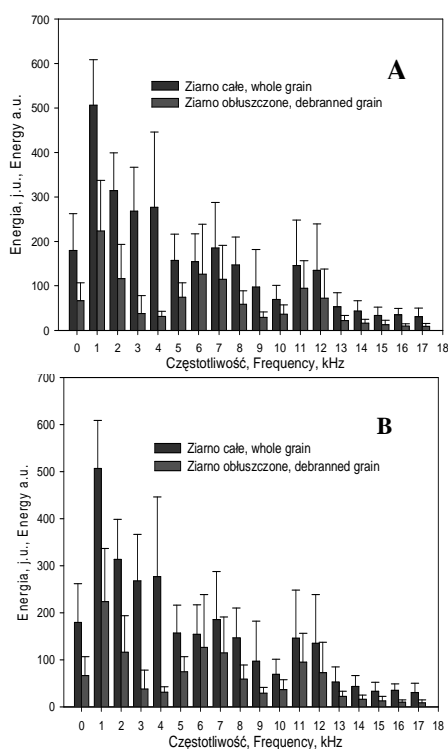 700
600
500
400
300
200
100
0
Energia, j.u., Energy a.u.
A
Ziarno całe, whole grain
Ziarno obłuszczone, debranned grain
0 1 2 3 4 5 6 7 8 9 10 11 12 13 14 15 16 17 18
Częstotliwość, Frequency, kHz
700
600
500
400
300
200
100
0
Energia, j.u., Energy a.u.
B
Ziarno całe, whole grain
Ziarno obłuszczone, debranned grain
0 1 2 3 4 5 6 7 8 9 10 11 12 13 14 15 16 17 18
Częstotliwość, Frequency, kHz